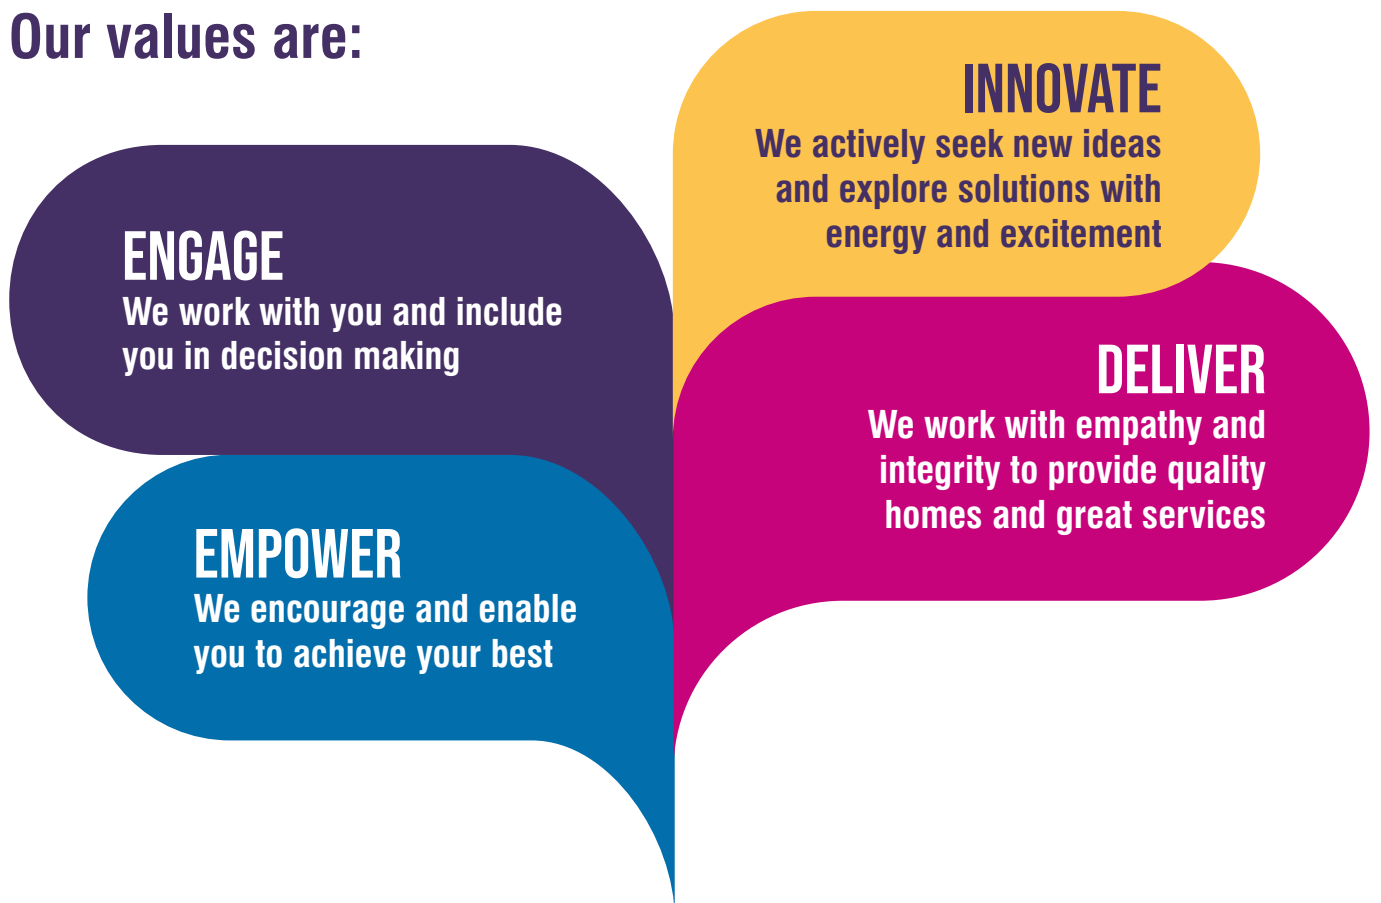 Our values are:
ENGAGE
We work with you and include
you in decision making
EMPOWER
We encourage and enable
you to achieve your best
INNOVATE
We actively seek new ideas
and explore solutions with
energy and excitement
DELIVER
We work with empathy and
integrity to provide quality
homes and great services